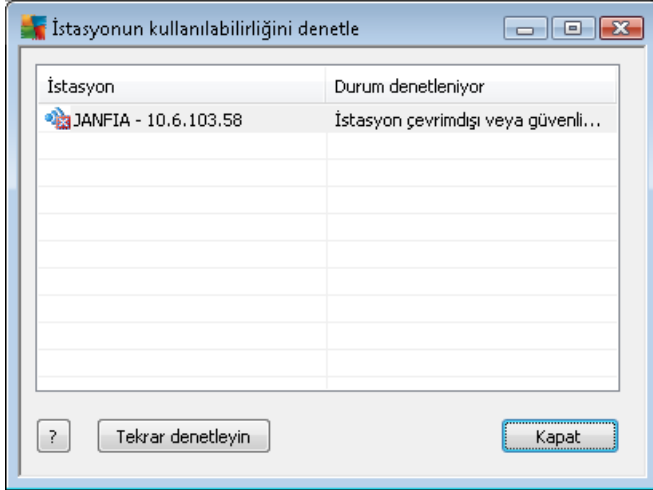 İstasyonun kullanılabilirliğini denetle
İstasyon Durum denetleniyor
JANFIA - 10.6.103.58 İstasyon çevrimdışı veya güvenli...
? Tekrar denetleyin Kapat